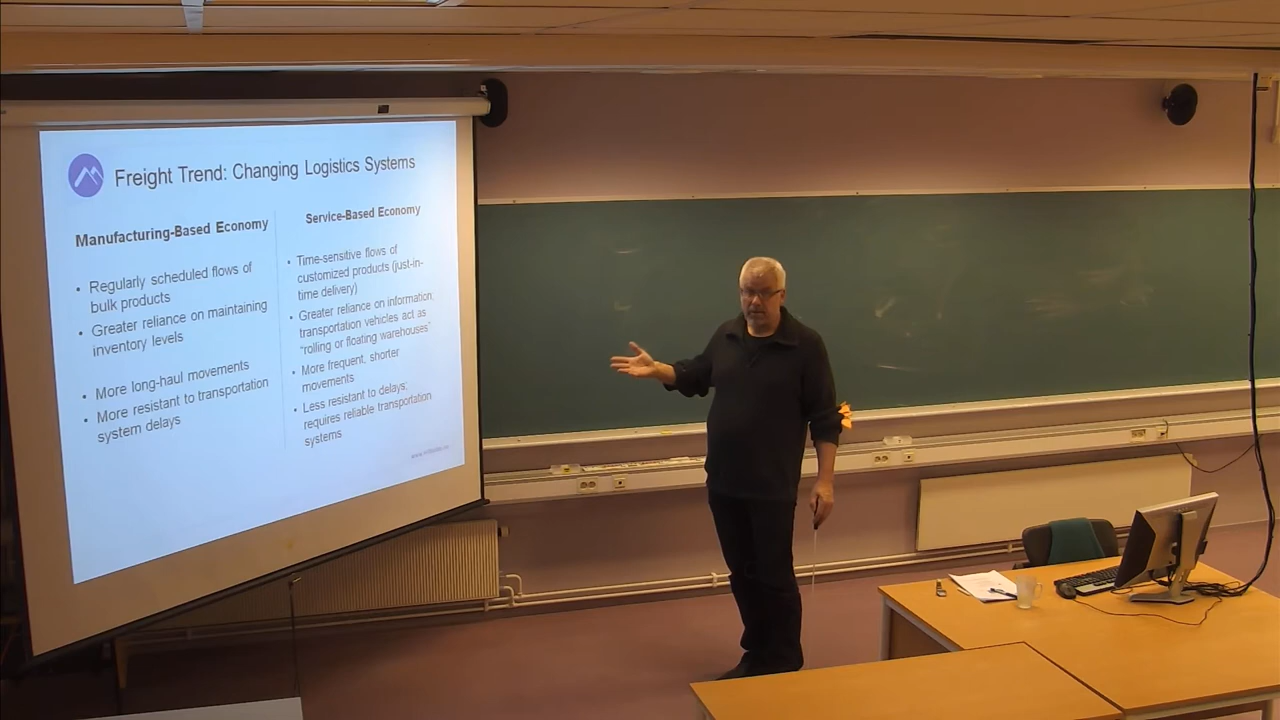 Freight Trend: Changing Logistics Systems
Manufacturing-Based Economy
• Regularly scheduled flows of
bulk products
• Greater reliance on maintaining
inventory levels
• More long-haul movements
• More resistant to transportation
system delays
Service-Based Economy
• Time-sensitive flows of
customized products (just-in-
time delivery)
• Greater reliance on information;
transportation vehicles act as
"rolling or floating warehouses"
• More frequent, shorter
movements
• Less resistant to delays;
requires reliable transportation
systems